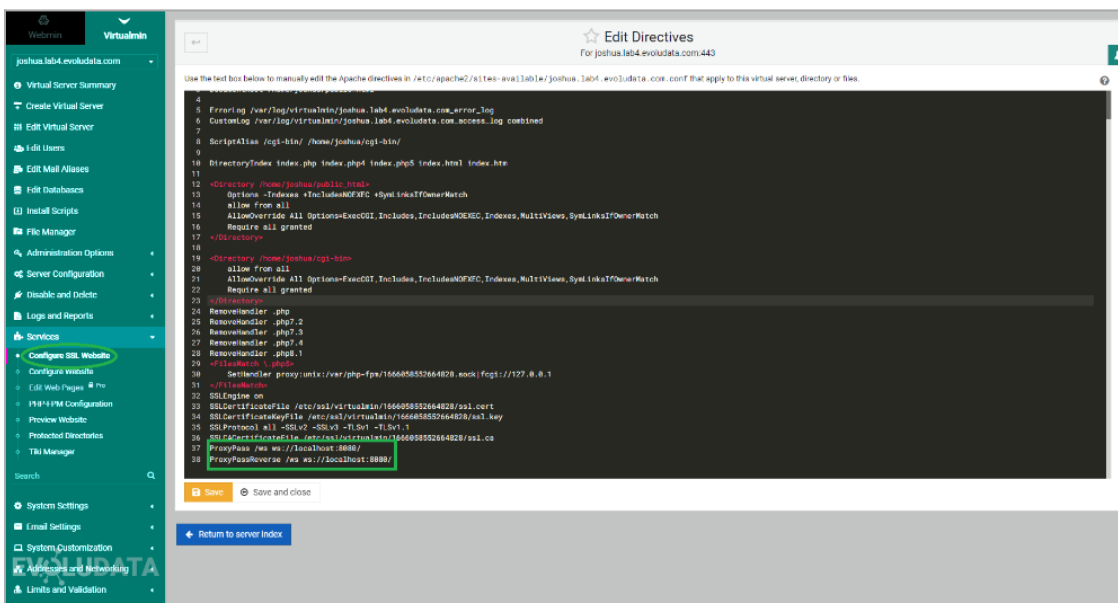 Webmin
Virtualmin
joshua.lab4.evoludata.com
Virtual Server Summary
Create Virtual Server
Edit Virtual Server
Edit Users
Edit Mail Aliases
Edit Databases
Install Scripts
File Manager
Administration Options
Server Configuration
Disable and Delete
Logs and Reports
Services
Configure SSL Website
Configure Website
Edit Web Pages Pro
PHP-FPM Configuration
Preview Website
Protected Directories
Tiki Manager
Search
System Settings
Email Settings
System Customization
Addresses and Networking
EVOLUDATA
Limits and Validation
Edit Directives
For joshua.lab4.evoludata.com:443
Use the text box below to manually edit the Apache directives in /etc/apache2/sites-available/joshua.lab4.evoludata.com.conf that apply to this virtual server, directory or files.
4
5 ErrorLog /var/log/virtualmin/joshua.lab4.evoludata.com_error_log
6 CustomLog /var/log/virtualmin/joshua.lab4.evoludata.com_access_log combined
7
8 ScriptAlias /cgi-bin/ /home/joshua/cgi-bin/
9
10 DirectoryIndex index.php index.php4 index.php5 index.html index.htm
11
12 <Directory /home/joshua/public_html>
13 Options -Indexes +IncludesNOEXEC +SymLinksIfOwnerMatch
14 allow from all
15 AllowOverride All Options=ExecCGI,Includes,IncludesNOEXEC,Indexes,MultiViews,SymLinksIfOwnerMatch
16 Require all granted
17 </Directory>
18
19 <Directory /home/joshua/cgi-bin>
20 allow from all
21 AllowOverride All Options=ExecCGI,Includes,IncludesNOEXEC,Indexes,MultiViews,SymLinksIfOwnerMatch
22 Require all granted
23 </Directory>
24 RemoveHandler .php
25 RemoveHandler .php7.2
26 RemoveHandler .php7.3
27 RemoveHandler .php7.4
28 RemoveHandler .php8.1
29 <FilesMatch \.php$>
30 SetHandler proxy:unix:/var/php-fpm/1666058552664828.sock|fcgi://127.0.0.1
31 </FilesMatch>
32 SSLEngine on
33 SSLCertificateFile /etc/ssl/virtualmin/1666058552664828/ssl.cert
34 SSLCertificateKeyFile /etc/ssl/virtualmin/1666058552664828/ssl.key
35 SSLProtocol all -SSLv2 -SSLv3 -TLSv1 -TLSv1.1
36 SSLCACertificateFile /etc/ssl/virtualmin/1666058552664828/ssl.ca
37 ProxyPass /ws ws://localhost:8080/
38 ProxyPassReverse /ws ws://localhost:8080/
Save
Save and close
Return to server index